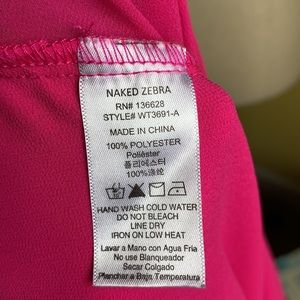 NAKED ZEBRA
RN# 136628
STYLE# WT3691-A
MADE IN CHINA
100% POLYESTER
Poliéster
폴리에스터
100%涤纶
HAND WASH COLD WATER
DO NOT BLEACH
LINE DRY
IRON ON LOW HEAT
Lavar a Mano con Agua Fria
No use Blanqueador
Secar Colgado
Planchar a Baja Temperatura